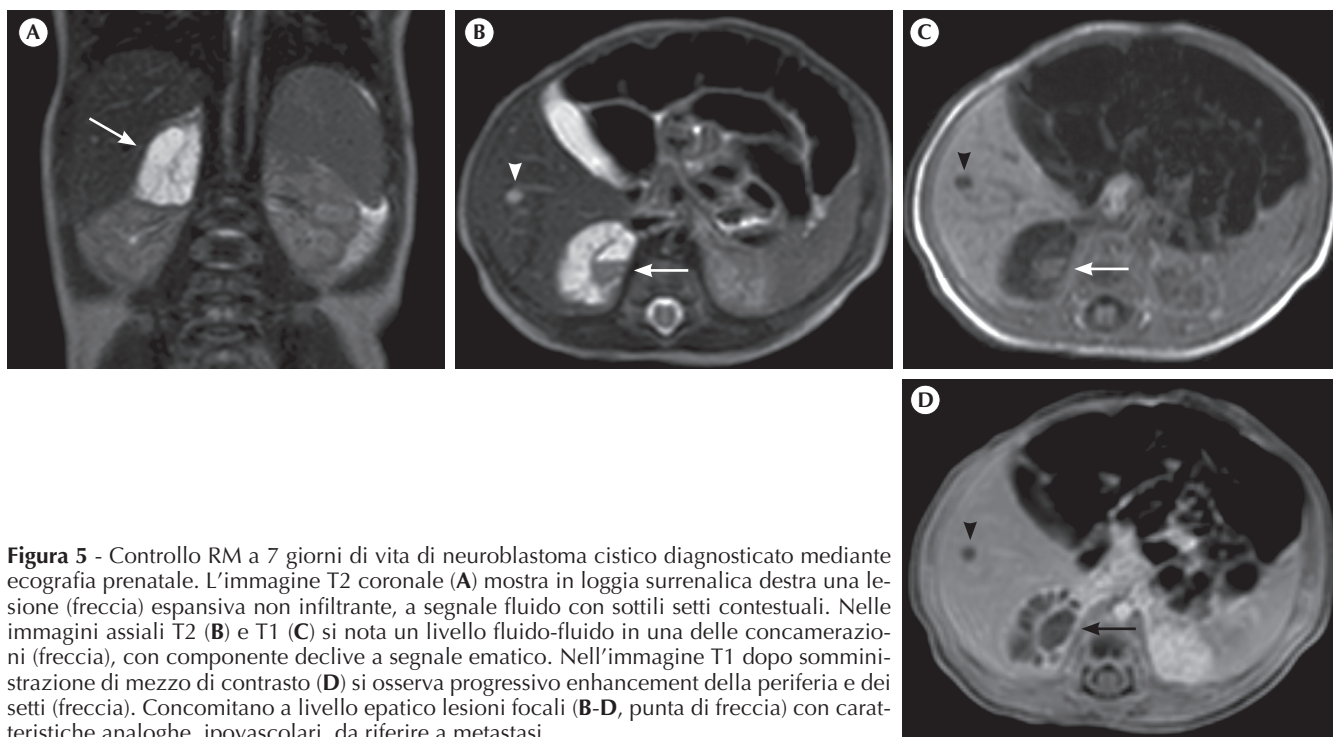 A
B
C
D
Figura 5 - Controllo RM a 7 giorni di vita di neuroblastoma cistico diagnosticato mediante
ecografia prenatale. L'immagine T2 coronale (A) mostra in loggia surrenalica destra una le-
sione (freccia) espansiva non infiltrante, a segnale fluido con sottili setti contestuali. Nelle
immagini assiali T2 (B) e T1 (C) si nota un livello fluido-fluido in una delle concamerazio-
ni (freccia), con componente declive a segnale ematico. Nell'immagine T1 dopo sommini-
strazione di mezzo di contrasto (D) si osserva progressivo enhancement della periferia e dei
setti (freccia). Concomitano a livello epatico lesioni focali (B-D, punta di freccia) con carat-
teristiche analoghe, ipovascolari, da riferire a metastasi.